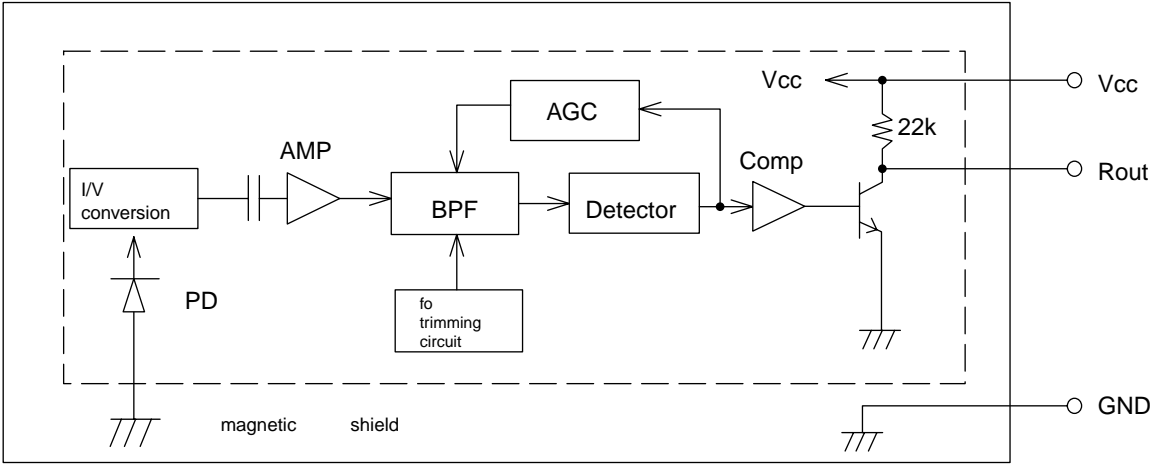 Vcc
Vcc
AGC
22k
AMP
Comp
Rout
I/V
conversion
BPF
Detector
PD
fo
trimming
circuit
GND
magnetic shield